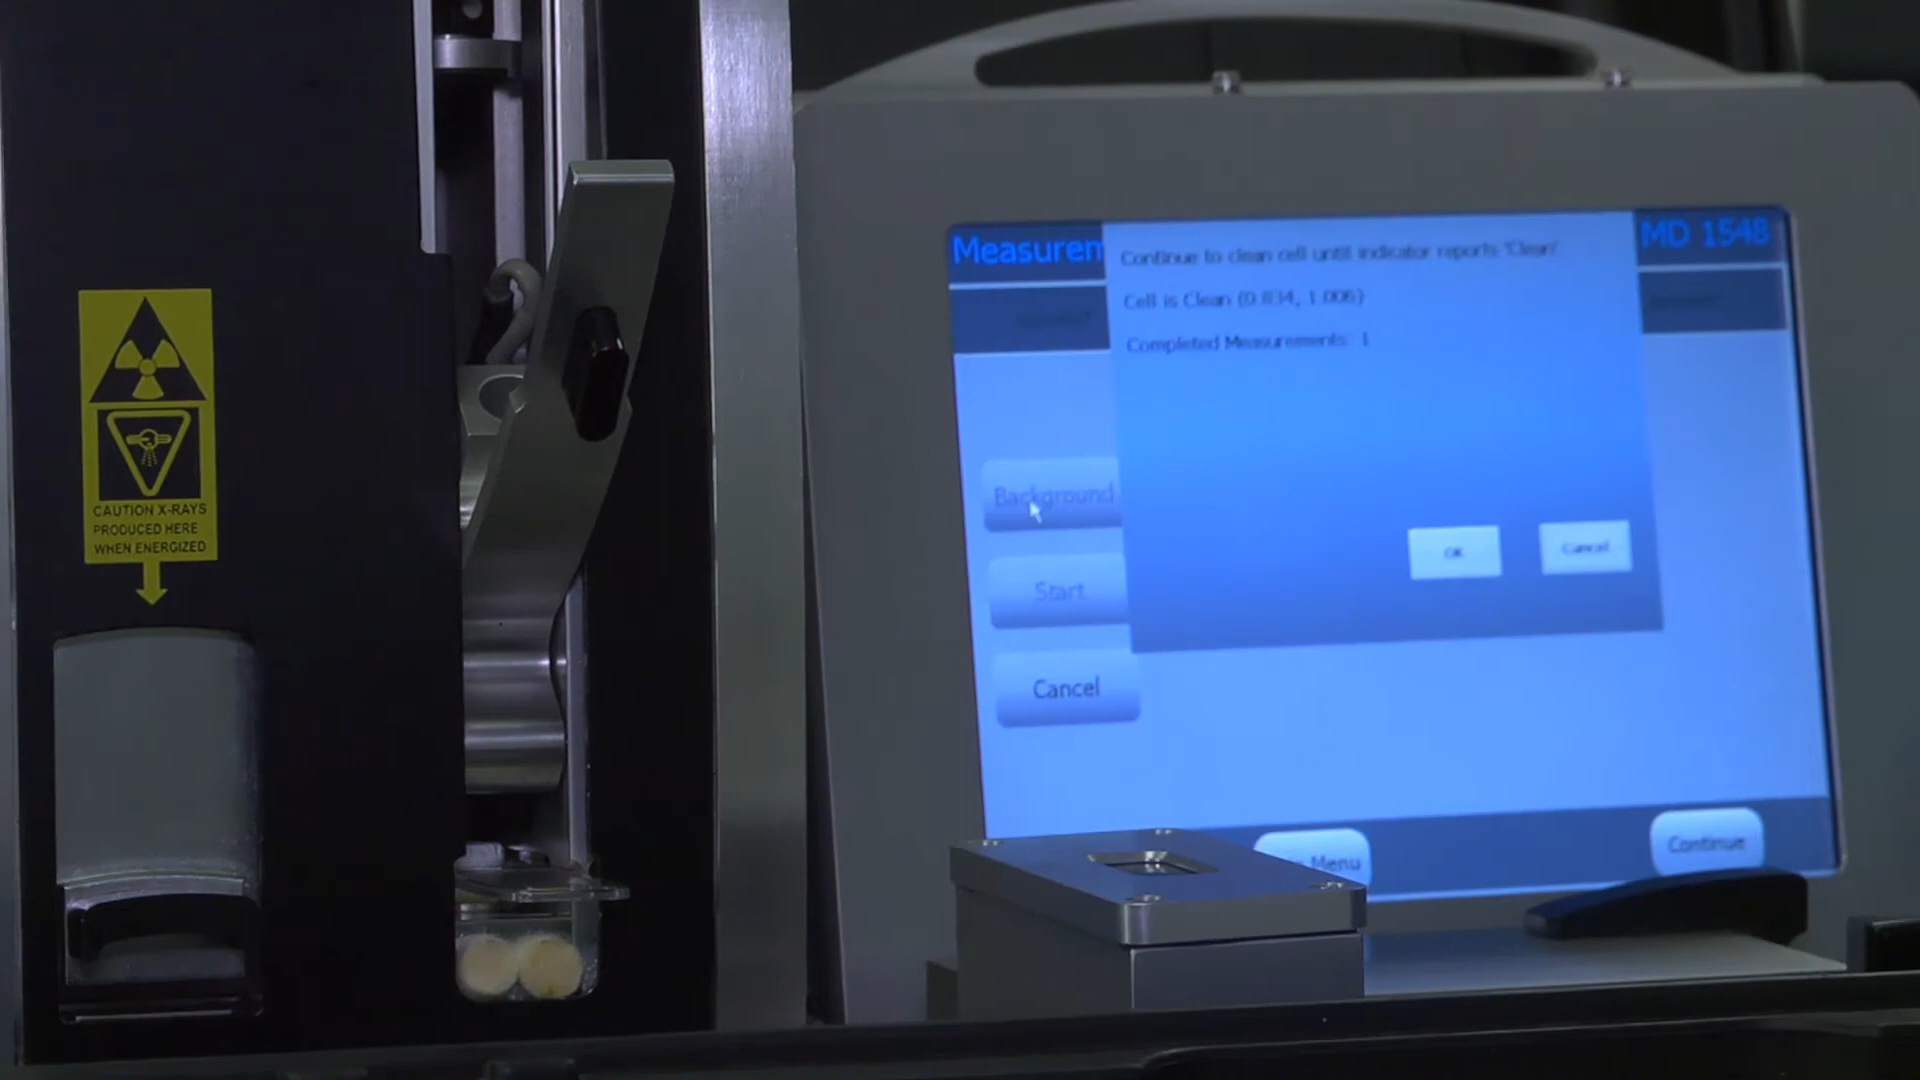 CAUTION X-RAYS
PRODUCED HERE
WHEN ENERGIZED
Measurem
MD 1548
Continue to clean cell until indicator reports 'Clean'
Cell is Clean (0.834, 1.006)
Completed Measurements: 1
Background
OK
Cancel
Start
Cancel
Menu
Continue